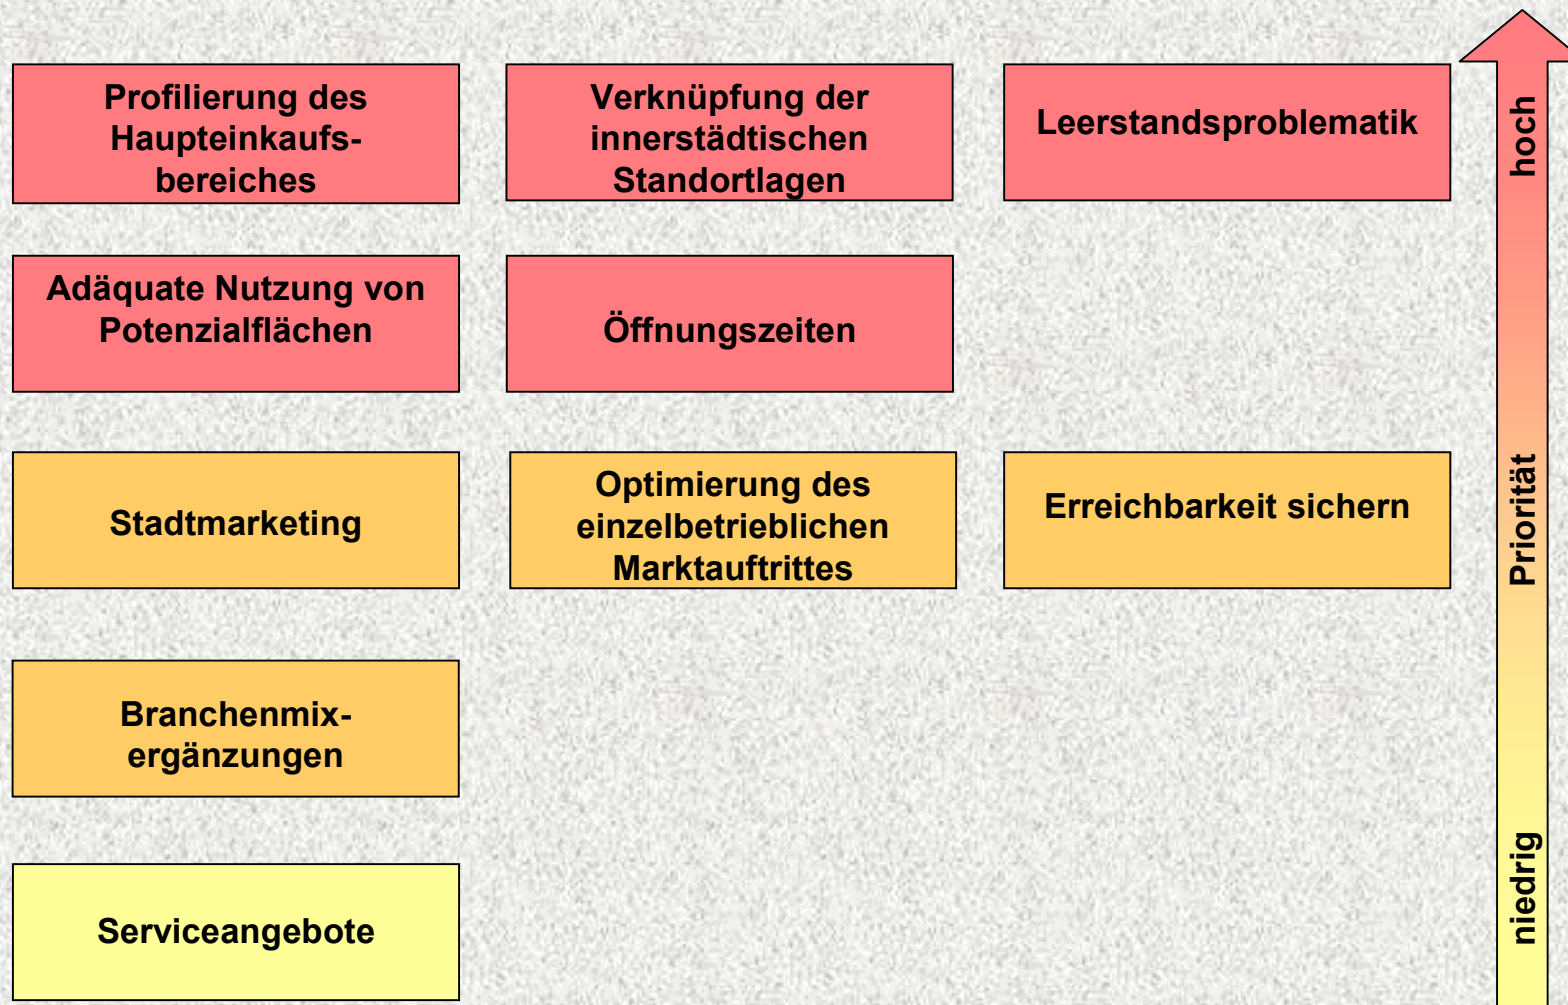 Profilierung des
Haupteinkaufs-
bereiches
Verknüpfung der
innerstädtischen
Standortlagen
Leerstandsproblematik
Adäquate Nutzung von
Potenzialflächen
Öffnungszeiten
Stadtmarketing
Optimierung des
einzelbetrieblichen
Marktauftrittes
Erreichbarkeit sichern
Branchenmix-
ergänzungen
Serviceangebote
hoch
Priorität
niedrig